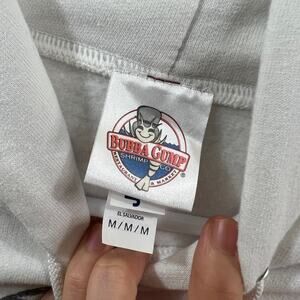 BUBBA GUMP
SHRIMP CO.
RESTAURANT & MARKET
EL SALVADOR
M/M/M